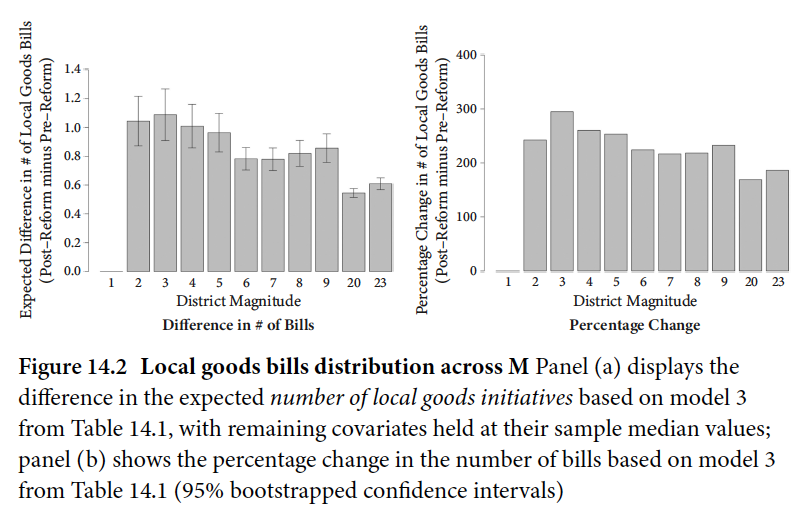 Expected Difference in # of Local Goods Bills
(Post–Reform minus Pre–Reform)
1.4
1.2
1.0
0.8
0.6
0.4
0.2
0.0
1 2 3 4 5 6 7 8 9 20 23
District Magnitude
Difference in # of Bills
Percentage Change in # of Local Goods Bills
(Post–Reform minus Pre–Reform)
400
300
200
100
0
1 2 3 4 5 6 7 8 9 20 23
District Magnitude
Percentage Change
Figure 14.2 Local goods bills distribution across M Panel (a) displays the
difference in the expected number of local goods initiatives based on model 3
from Table 14.1, with remaining covariates held at their sample median values;
panel (b) shows the percentage change in the number of bills based on model 3
from Table 14.1 (95% bootstrapped confidence intervals)